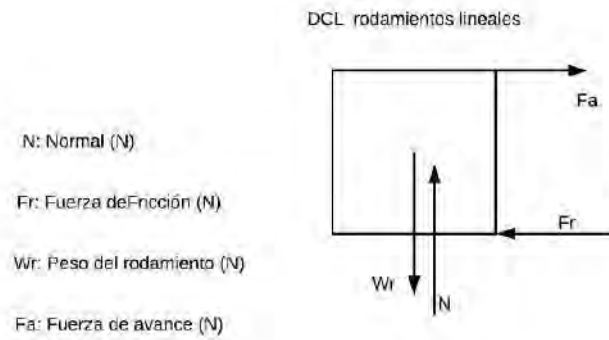 DCL rodamientos lineales
Fa
N: Normal (N)
Fr: Fuerza deFricción (N)
Fr
Wr: Peso del rodamiento (N)
Wr
N
Fa: Fuerza de avance (N)